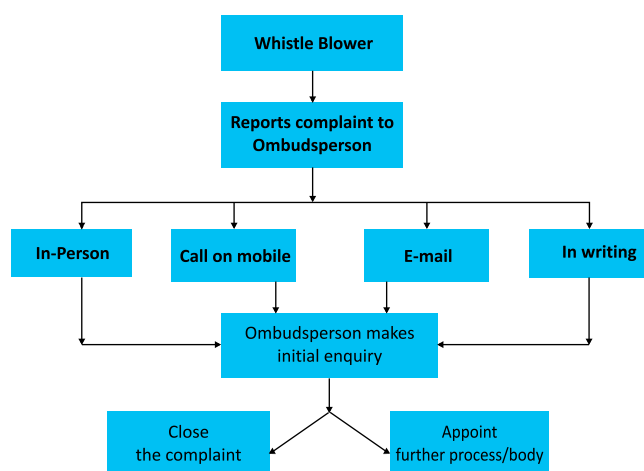 Whistle Blower
Reports complaint to
Ombudsperson
In-Person
Call on mobile
E-mail
In writing
Ombudsperson makes
initial enquiry
Close
the complaint
Appoint
further process/body